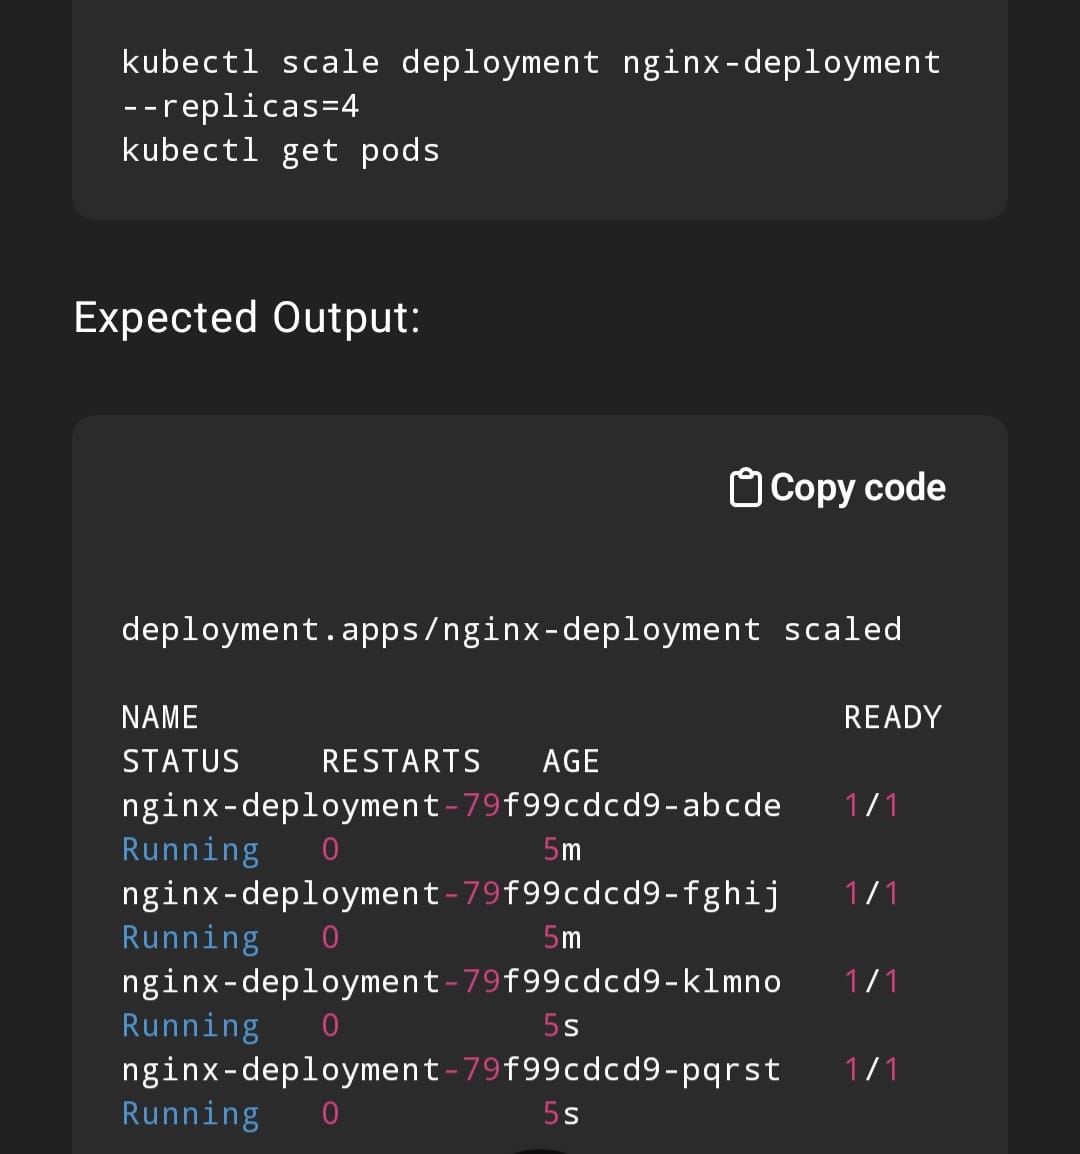 kubectl scale deployment nginx-deployment
--replicas=4
kubectl get pods
Expected Output:
Copy code
deployment.apps/nginx-deployment scaled
NAME READY
STATUS RESTARTS AGE
nginx-deployment-79f99cdcd9-abcde 1/1
Running 0 5m
nginx-deployment-79f99cdcd9-fghij 1/1
Running 0 5m
nginx-deployment-79f99cdcd9-klmno 1/1
Running 0 5s
nginx-deployment-79f99cdcd9-pqrst 1/1
Running 0 5s